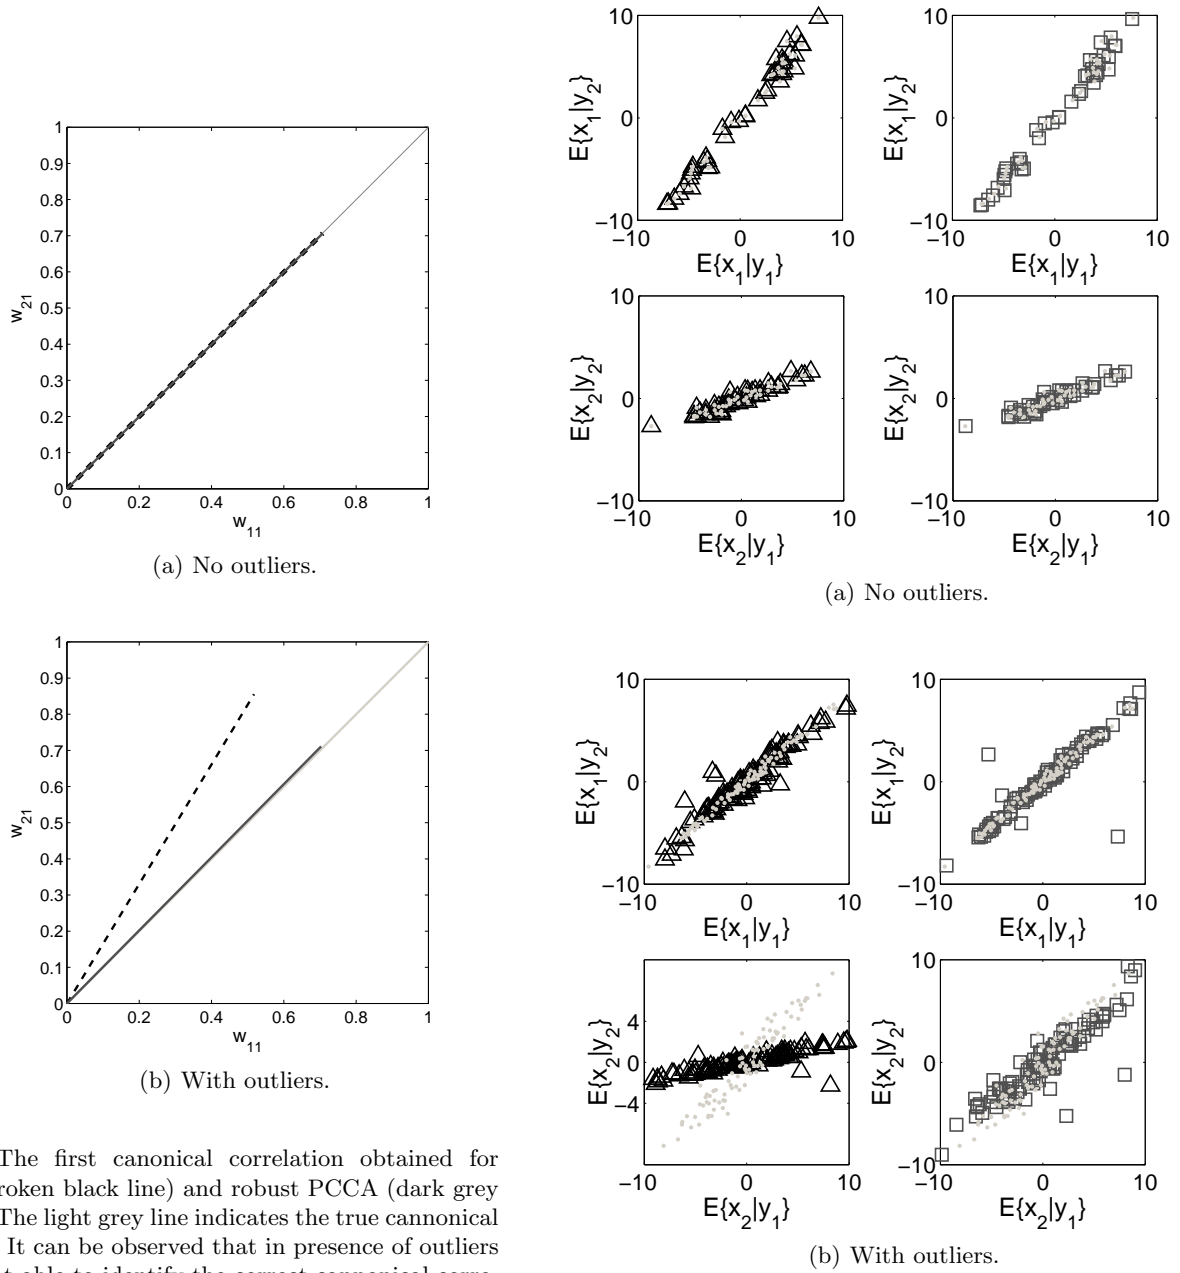 1
0.9
0.8
0.7
0.6
0.5
0.4
0.3
0.2
0.1
0
w21
0 0.2 0.4 0.6 0.8 1
w11
(a) No outliers.
1
0.9
0.8
0.7
0.6
0.5
0.4
0.3
0.2
0.1
0
w21
0 0.2 0.4 0.6 0.8 1
w11
(b) With outliers.
The first canonical correlation obtained for
roken black line) and robust PCCA (dark grey
The light grey line indicates the true cannonical
It can be observed that in presence of outliers
t able to identify the correct canonical corre-
10
0
−10
E{x1|y2}
−10 0 10
E{x1|y1}
10
0
−10
E{x1|y2}
−10 0 10
E{x1|y1}
10
0
−10
E{x2|y2}
−10 0 10
E{x2|y1}
10
0
−10
E{x2|y2}
−10 0 10
E{x2|y1}
(a) No outliers.
10
0
−10
E{x1|y2}
−10 0 10
E{x1|y1}
10
0
−10
E{x1|y2}
−10 0 10
E{x1|y1}
4
0
−4
E{x2|y2}
−10 0 10
E{x2|y1}
10
0
−10
E{x2|y2}
−10 0 10
E{x2|y1}
(b) With outliers.